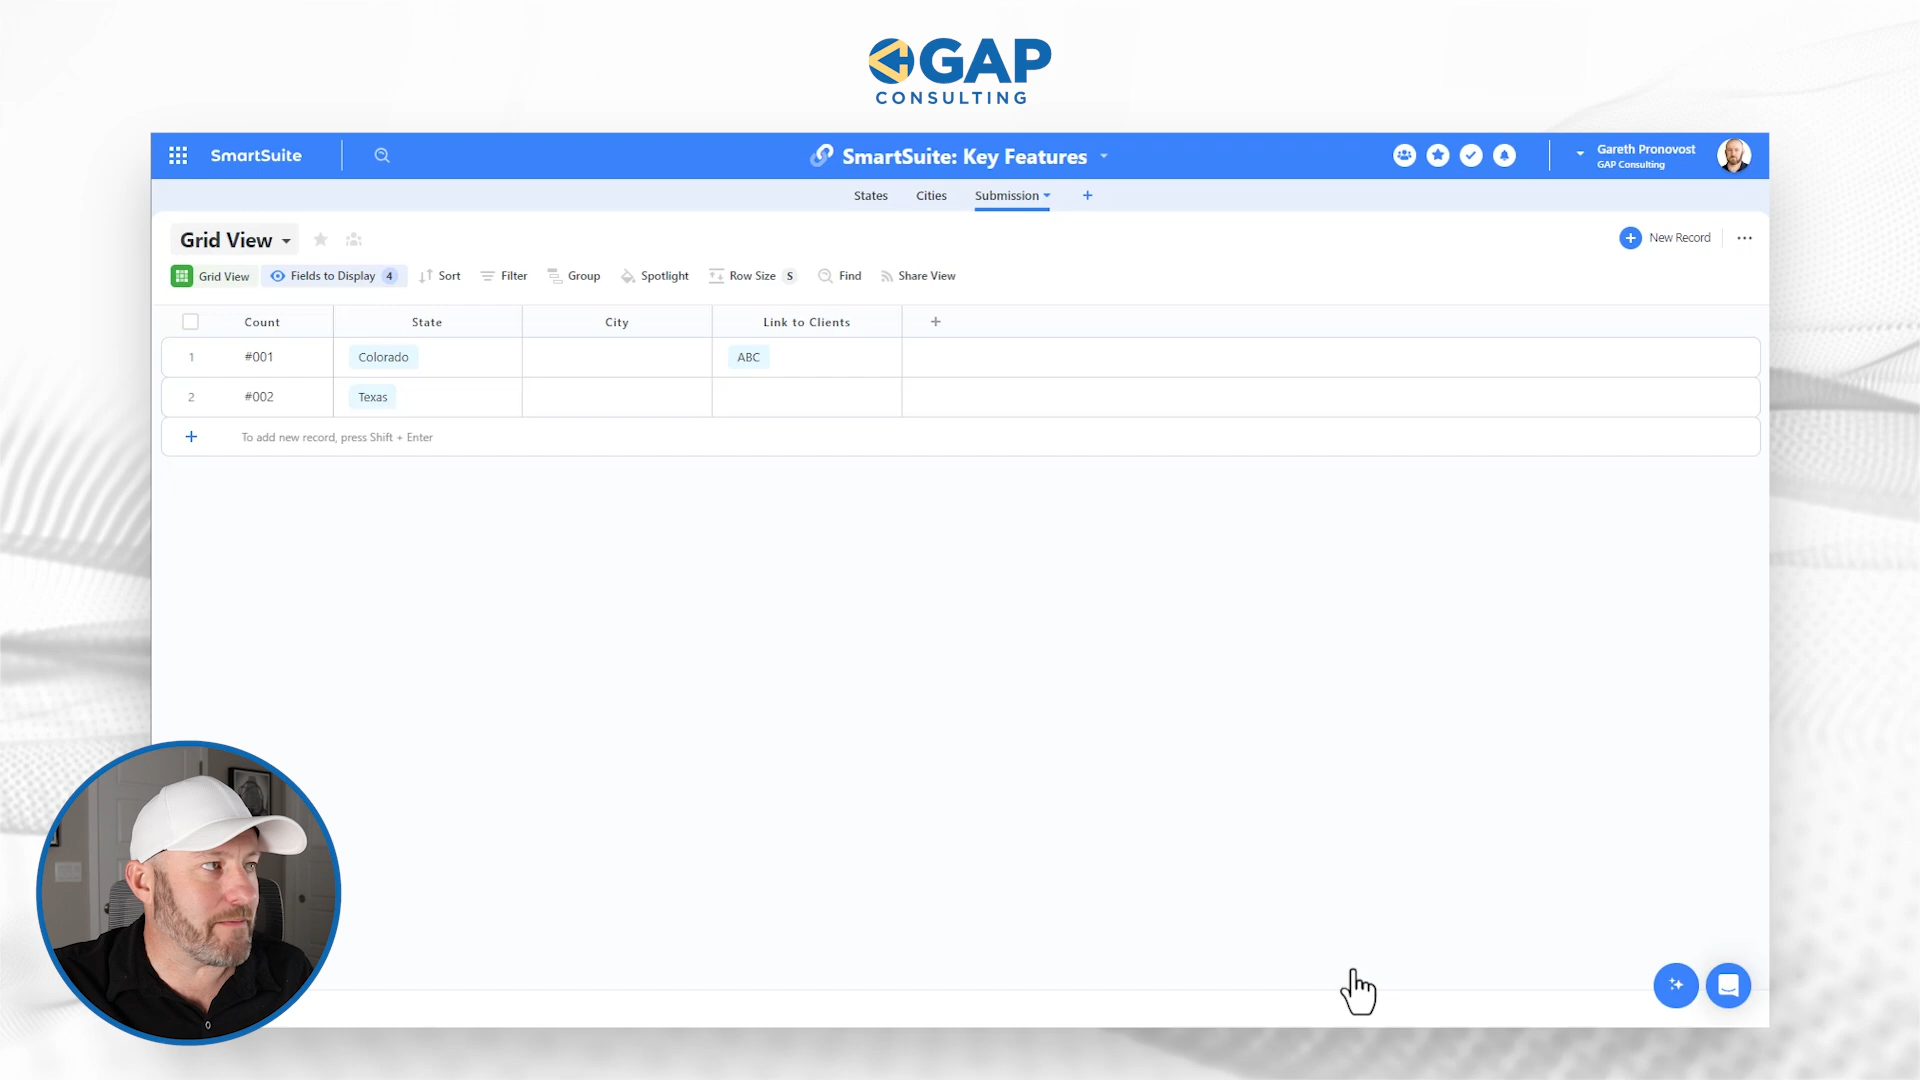 GAP
CONSULTING
SmartSuite
SmartSuite: Key Features
Gareth Pronovost
GAP Consulting
States Cities Submission +
Grid View
New Record
Grid View Fields to Display 4 Sort Filter Group Spotlight Row Size S Find Share View
Count State City Link to Clients +
1 #001 Colorado ABC
2 #002 Texas
+ To add new record, press Shift + Enter